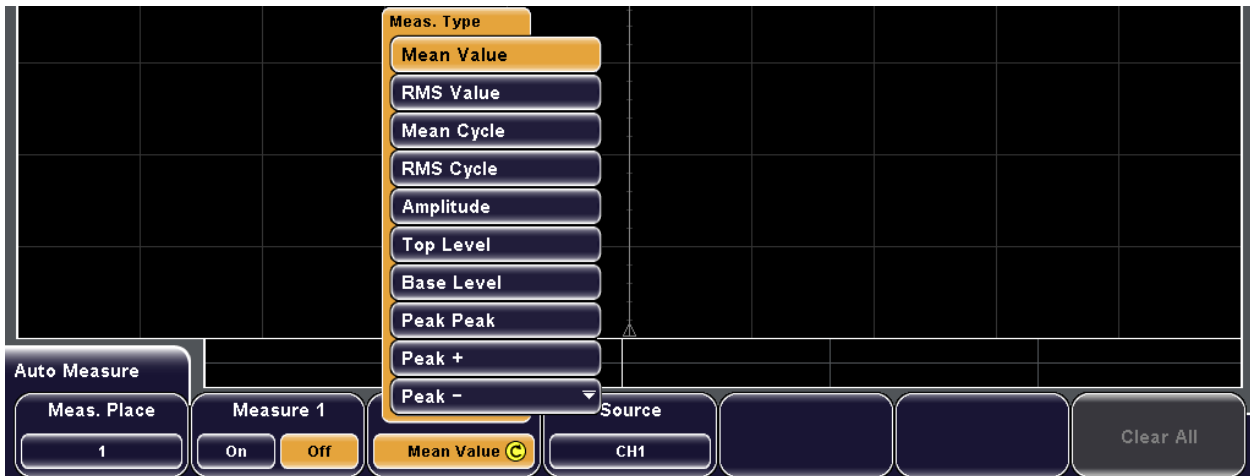 Meas. Type
Mean Value
RMS Value
Mean Cycle
RMS Cycle
Amplitude
Top Level
Base Level
Peak Peak
Peak +
Peak −
Auto Measure
Meas. Place
1
Measure 1
On Off
Mean Value
Source
CH1
Clear All